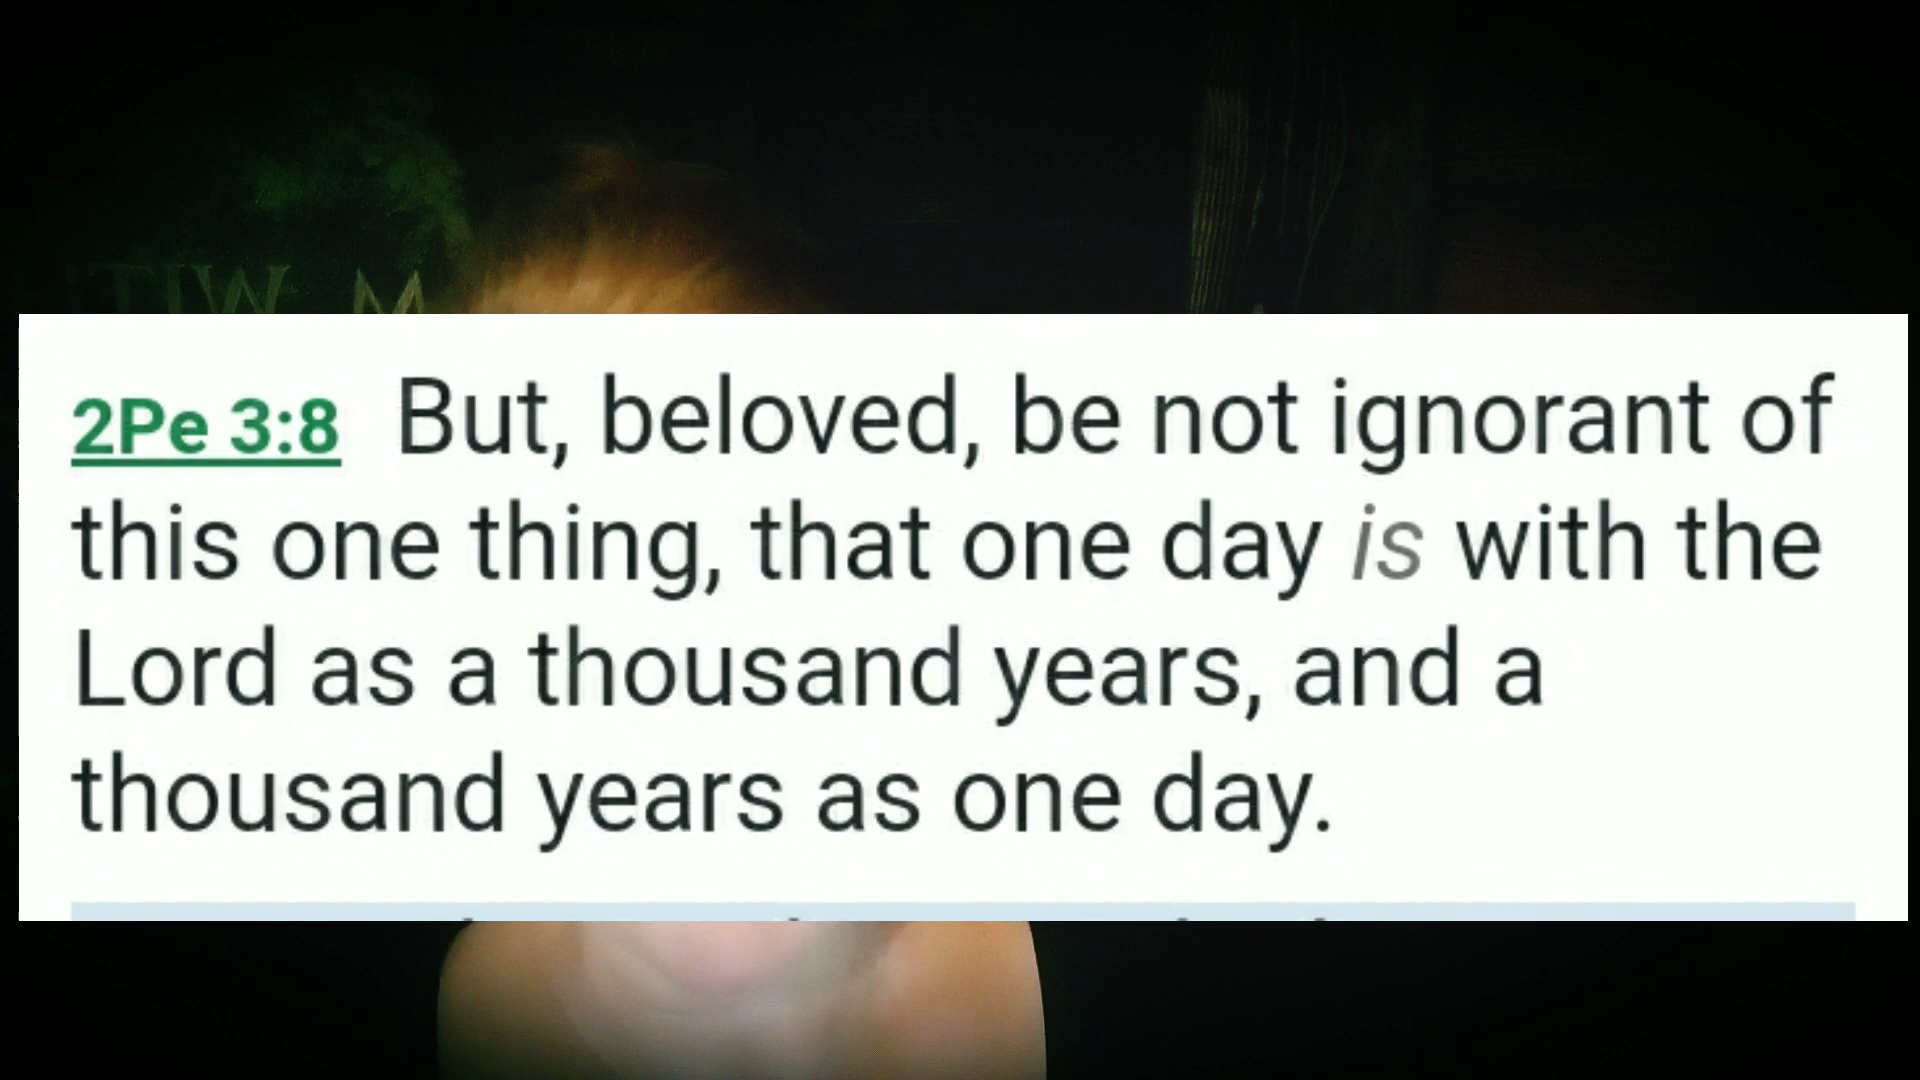 2Pe 3:8 But, beloved, be not ignorant of
this one thing, that one day is with the
Lord as a thousand years, and a
thousand years as one day.